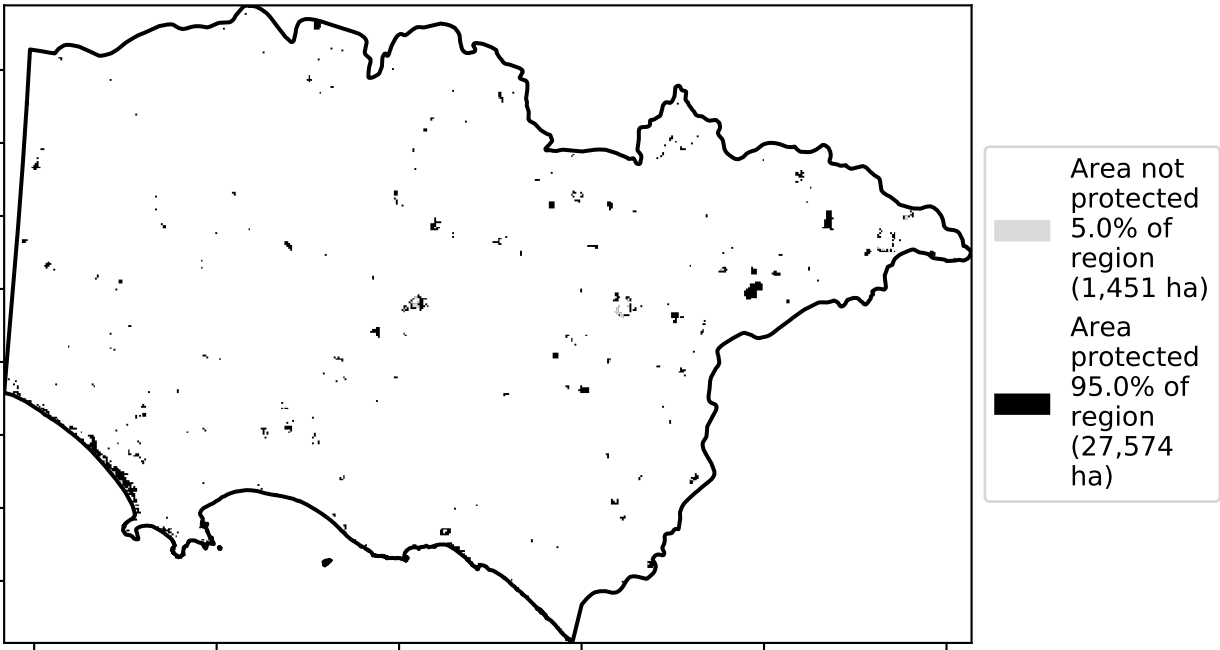 Area not
protected
5.0% of
region
(1,451 ha)
Area
protected
95.0% of
region
(27,574
ha)